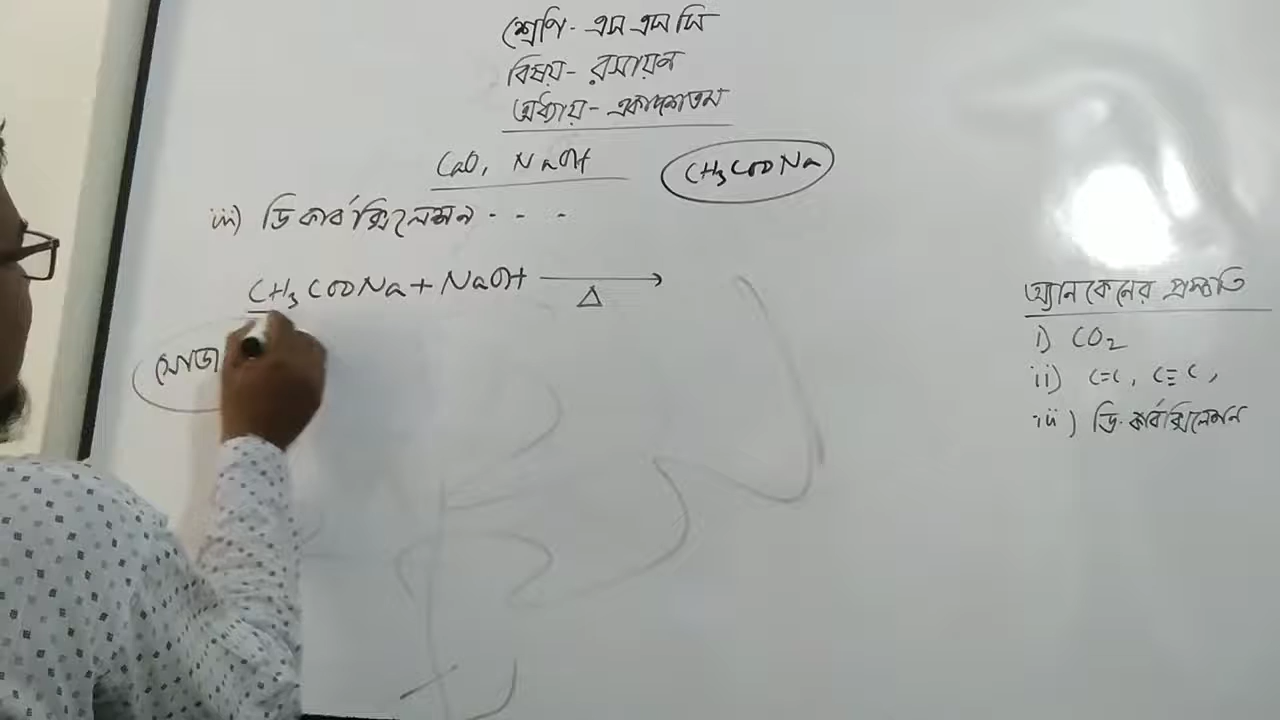 শ্রেণি- এস এস সি
বিষয়- রসায়ন
অধ্যায়- একাদশতম
CaO, NaOH
CH₃COONa
iii) ডি কার্বক্সিলেশন - - -
CH₃COONa + NaOH ⟶
Δ
সোডা
অ্যালকেনের প্রস্তুতি
i) CO₂
ii) C=C, C≡C,
iii) ডি-কার্বক্সিলেশন